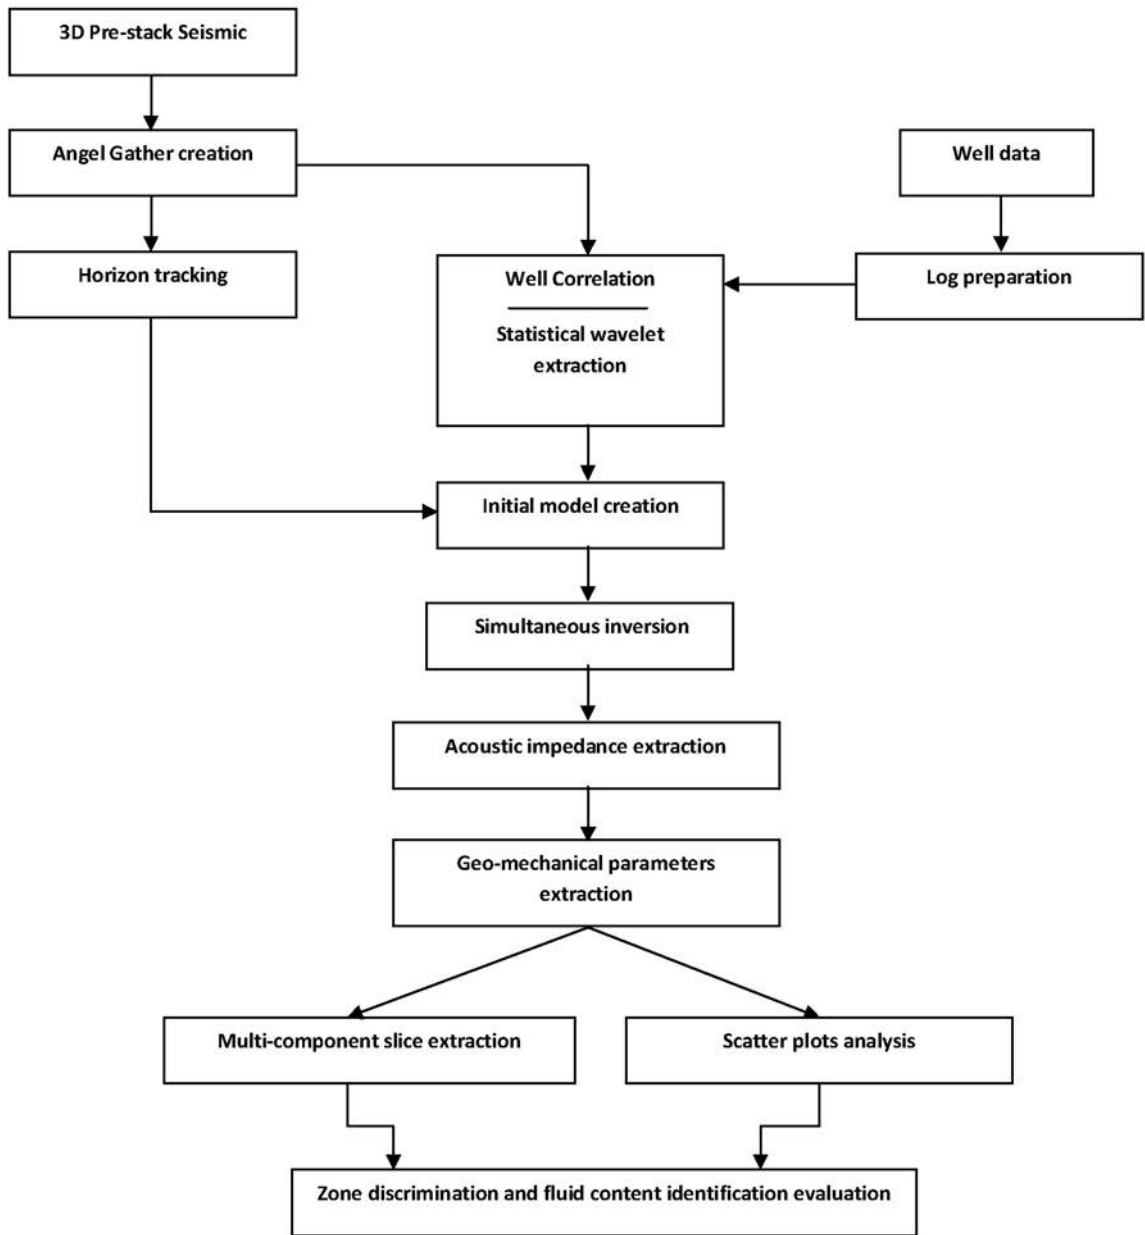 3D Pre-stack Seismic
Angel Gather creation
Well data
Horizon tracking
Well Correlation
Log preparation
Statistical wavelet
extraction
Initial model creation
Simultaneous inversion
Acoustic impedance extraction
Geo-mechanical parameters
extraction
Multi-component slice extraction
Scatter plots analysis
Zone discrimination and fluid content identification evaluation